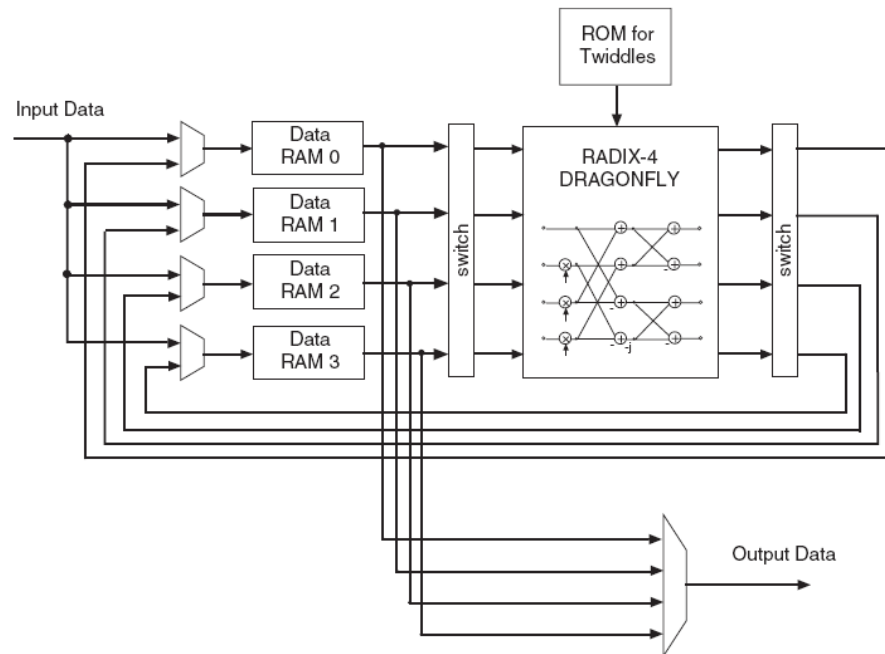 ROM for
Twiddles
Input Data
Data
RAM 0
Data
RAM 1
Data
RAM 2
Data
RAM 3
switch
RADIX-4
DRAGONFLY
-
-
-
- -j
-
switch
Output Data